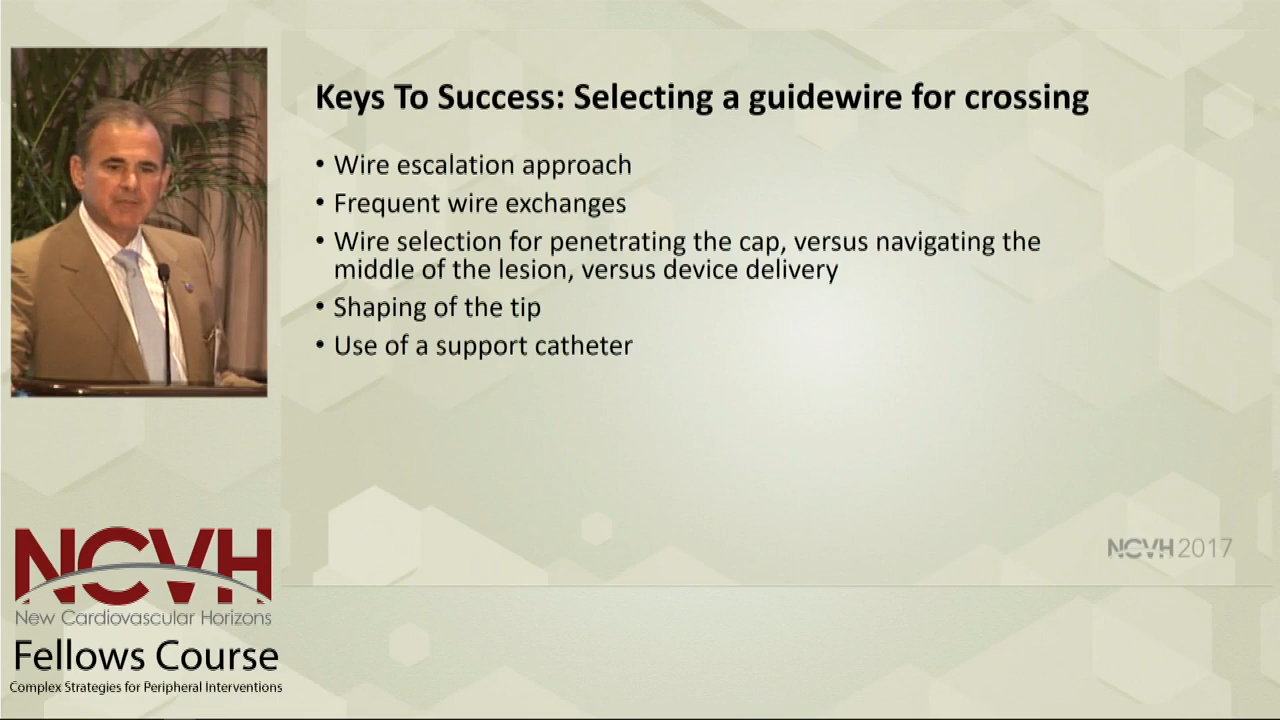 Keys To Success: Selecting a guidewire for crossing
• Wire escalation approach
• Frequent wire exchanges
• Wire selection for penetrating the cap, versus navigating the
middle of the lesion, versus device delivery
• Shaping of the tip
• Use of a support catheter
NCVH 2017
NCVH
New Cardiovascular Horizons
Fellows Course
Complex Strategies for Peripheral Interventions